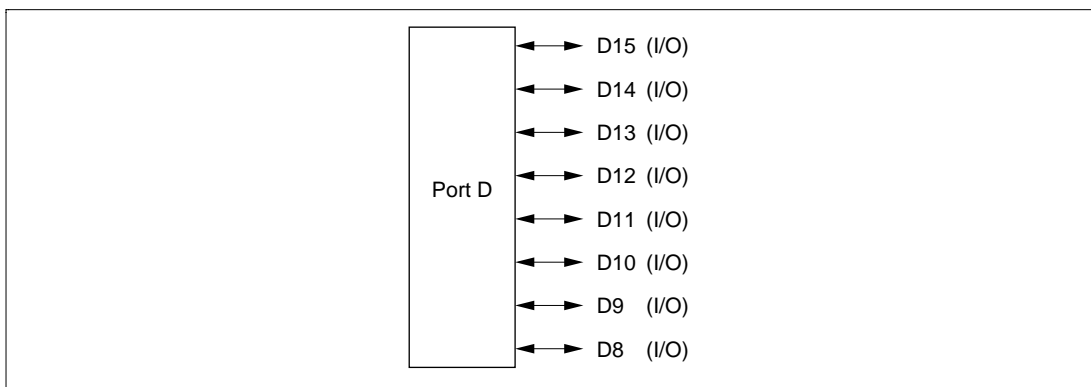 D15 (I/O)
D14 (I/O)
D13 (I/O)
D12 (I/O)
Port D
D11 (I/O)
D10 (I/O)
D9 (I/O)
D8 (I/O)